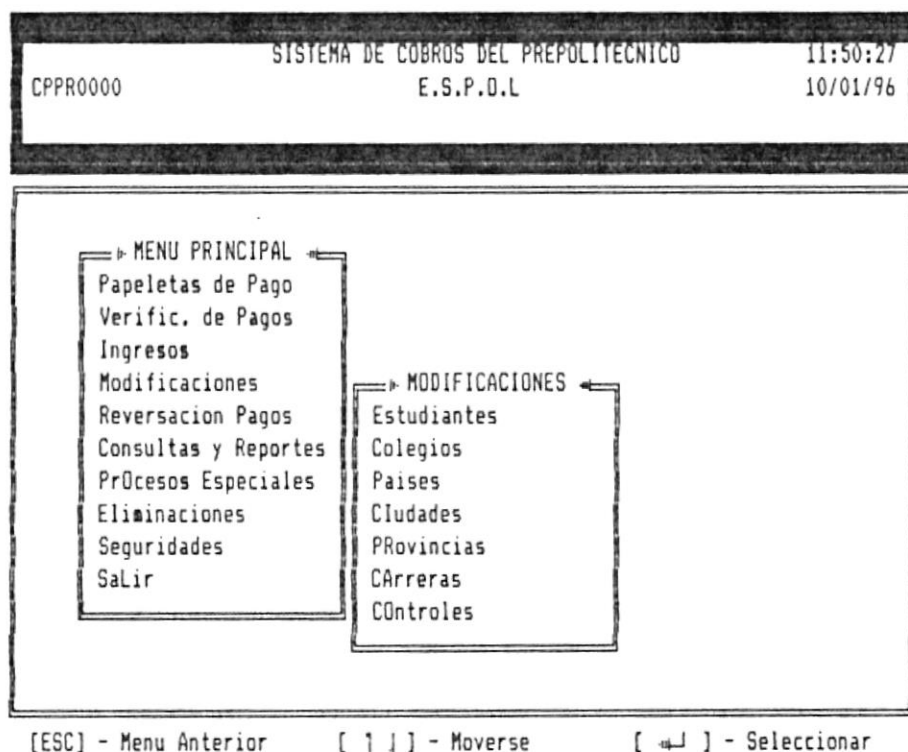 SISTEMA DE COBROS DEL PREPOLITECNICO 11:50:27
CPPR0000 E.S.P.O.L 10/01/96
MENU PRINCIPAL
Papeletas de Pago
Verific. de Pagos
Ingresos
Modificaciones
Reversacion Pagos
Consultas y Reportes
PrOcesos Especiales
Eliminaciones
Seguridades
SaLir
MODIFICACIONES
Estudiantes
Colegios
Paises
CIudades
PRovincias
CArreras
COntroles
[ESC] - Menu Anterior [ ↑ ↓ ] - Moverse [ ◄┘ ] - Seleccionar